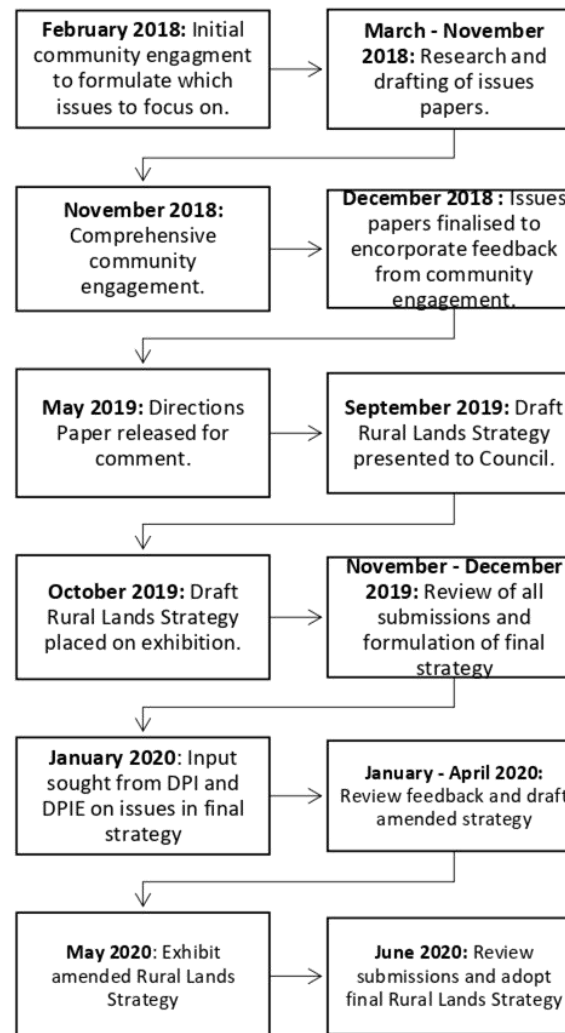 February 2018: Initial
community engagment
to formulate which
issues to focus on.
March - November
2018: Research and
drafting of issues
papers.
November 2018:
Comprehensive
community
engagement.
December 2018 : Issues
papers finalised to
encorporate feedback
from community
engagement.
May 2019: Directions
Paper released for
comment.
September 2019: Draft
Rural Lands Strategy
presented to Council.
October 2019: Draft
Rural Lands Strategy
placed on exhibition.
November - December
2019: Review of all
submissions and
formulation of final
strategy
January 2020: Input
sought from DPI and
DPIE on issues in final
strategy
January - April 2020:
Review feedback and draft
amended strategy
May 2020: Exhibit
amended Rural Lands
Strategy
June 2020: Review
submissions and adopt
final Rural Lands Strategy